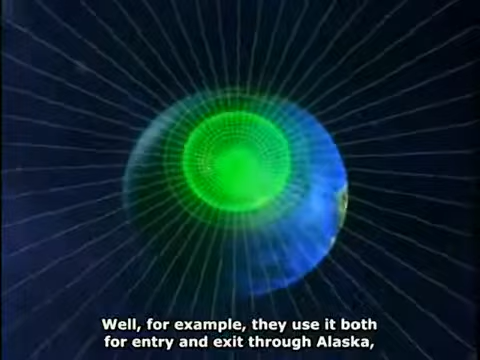 Well, for example, they use it both
for entry and exit through Alaska,